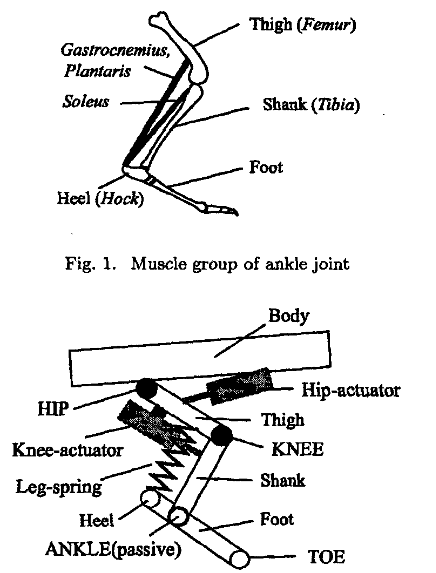 Thigh (Femur)
Gastrocnemius,
Plantaris
Soleus
Shank (Tibia)
Foot
Heel (Hock)
Fig. 1. Muscle group of ankle joint
Body
Hip-actuator
HIP
Thigh
Knee-actuator
KNEE
Leg-spring
Shank
Heel
Foot
ANKLE(passive)
TOE